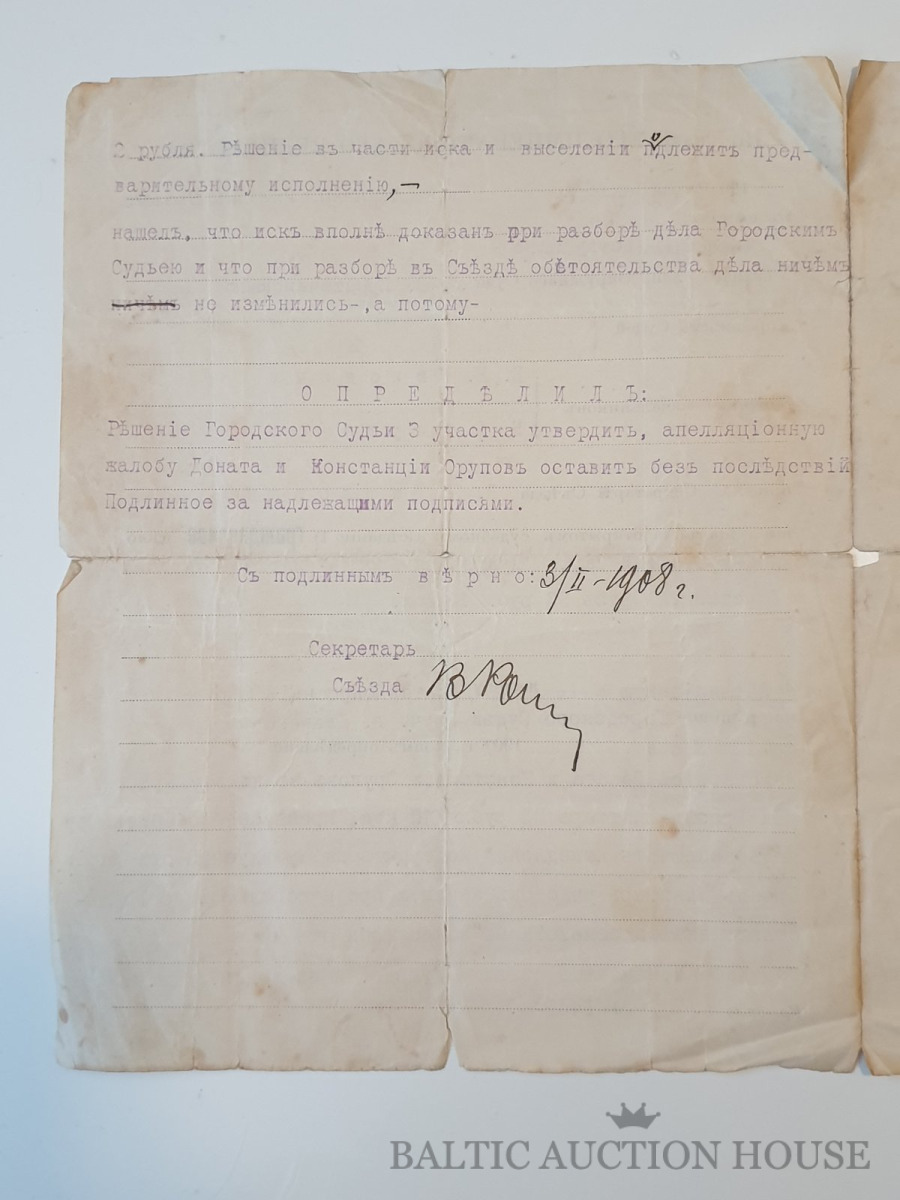 2 рубля. Рѣшеніе въ части иска и выселеніи подлежитъ пред-
варительному исполненію,—
нашелъ, что искъ вполнѣ доказанъ при разборѣ дѣла Городскимъ
Судьею и что при разборѣ въ Съѣздѣ обстоятельства дѣла ничѣмъ
ничѣмъ не измѣнились-,а потому-
О П Р Е Д Ѣ Л И Л Ъ:
Рѣшеніе Городского Судьи 3 участка утвердить, апелляціонную
жалобу Доната и Констанціи Оруповъ оставить безъ послѣдствій
Подлинное за надлежащими подписями.
Съ подлиннымъ в ѣ р н о: 3/II-1908 г.
Секретарь
Съѣзда
BALTIC AUCTION HOUSE